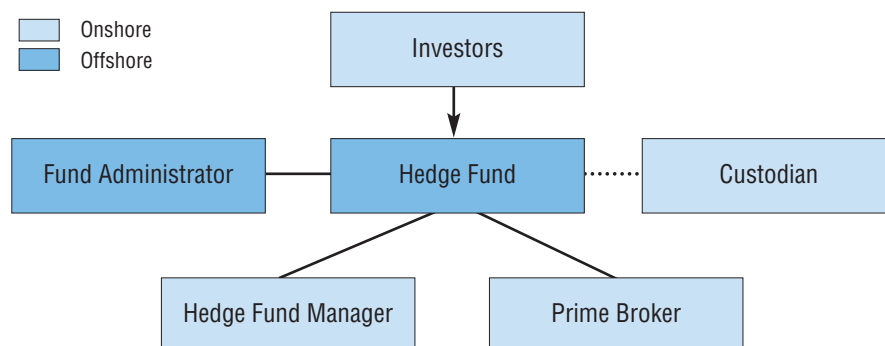 Onshore
Offshore
Investors
Fund Administrator
Hedge Fund
Custodian
Hedge Fund Manager
Prime Broker